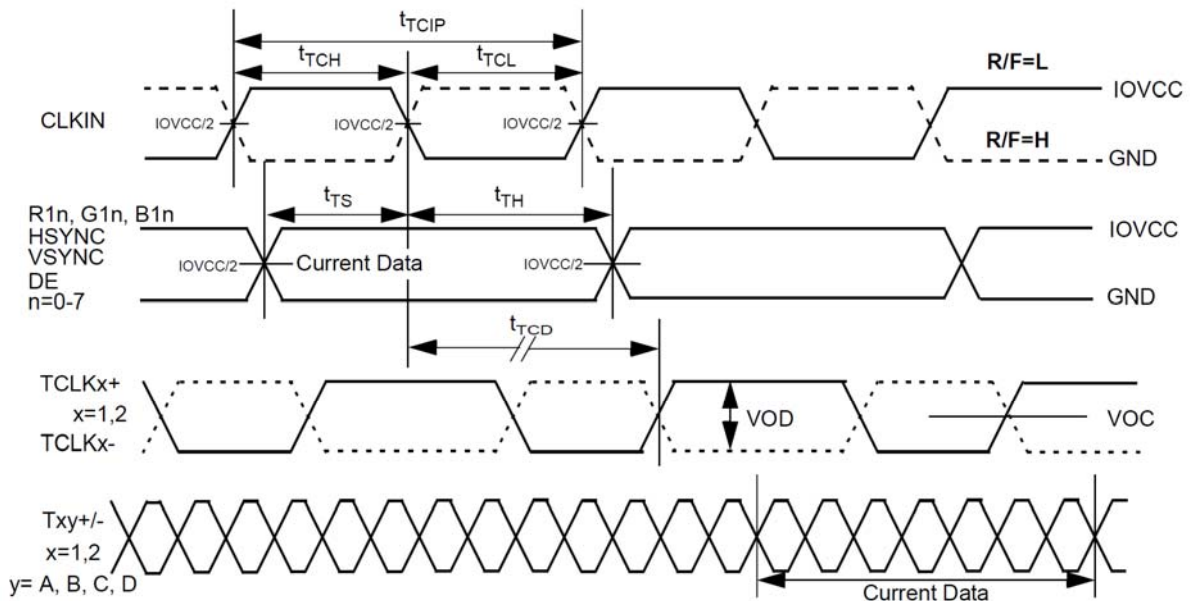 tTCIP
tTCH
tTCL
R/F=L
IOVCC
CLKIN
IOVCC/2
IOVCC/2
IOVCC/2
R/F=H
GND
tTS
tTH
R1n, G1n, B1n
HSYNC
VSYNC
DE
n=0-7
IOVCC/2
Current Data
IOVCC/2
IOVCC
GND
tTCD
TCLKx+
x=1,2
TCLKx-
VOD
VOC
Txy+/-
x=1,2
y= A, B, C, D
Current Data